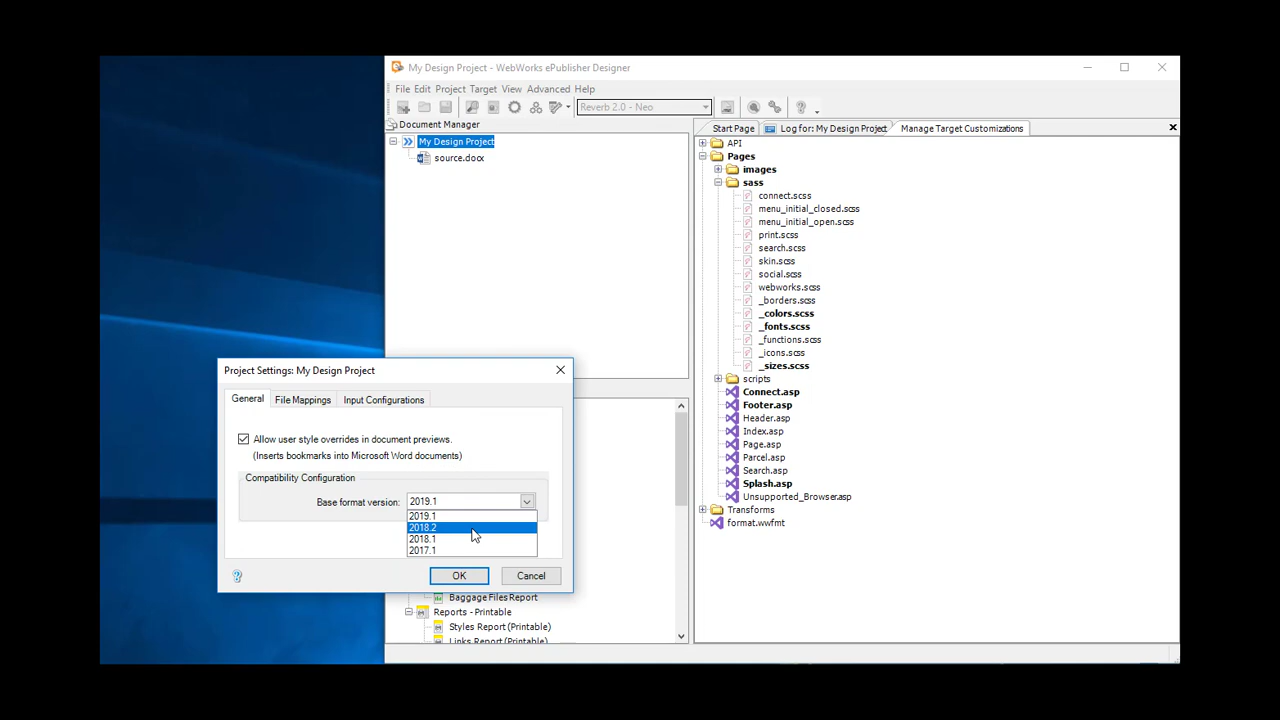 My Design Project - WebWorks ePublisher Designer
File Edit Project Target View Advanced Help
Reverb 2.0 - Neo
Document Manager
My Design Project
source.docx
Start Page
Log for: My Design Project
Manage Target Customizations
API
Pages
images
sass
connect.scss
menu_initial_closed.scss
menu_initial_open.scss
print.scss
search.scss
skin.scss
social.scss
webworks.scss
_borders.scss
_colors.scss
_fonts.scss
_functions.scss
_icons.scss
_sizes.scss
scripts
Connect.asp
Footer.asp
Header.asp
Index.asp
Page.asp
Parcel.asp
Search.asp
Splash.asp
Unsupported_Browser.asp
Transforms
format.wwfmt
Project Settings: My Design Project
General
File Mappings
Input Configurations
Allow user style overrides in document previews.
(Inserts bookmarks into Microsoft Word documents)
Compatibility Configuration
Base format version:
2019.1
2019.1
2018.2
2018.1
2017.1
OK
Cancel
Baggage Files Report
Reports - Printable
Styles Report (Printable)
Links Report (Printable)